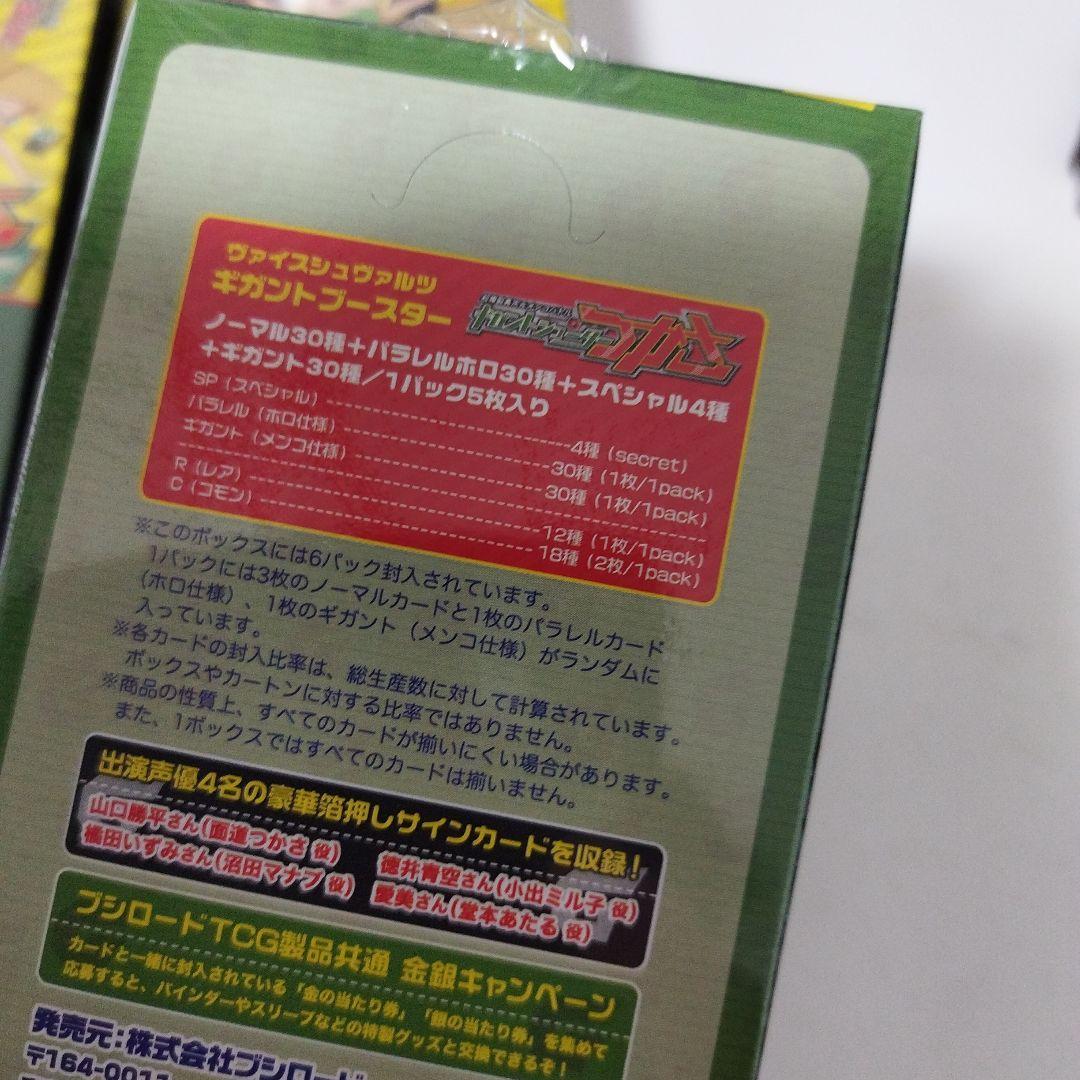 ヴァイスシュヴァルツ
ギガントブースター
ガントシューター つかさ
ノーマル30種＋パラレルホロ30種＋スペシャル4種
＋ギガント30種／1パック5枚入り
SP（スペシャル）4種（secret）
パラレル（ホロ仕様）30種（1枚/1pack）
ギガント（メンコ仕様）30種（1枚/1pack）
R（レア）12種（1枚/1pack）
C（コモン）18種（2枚/1pack）
※このボックスには6パック封入されています。
1パックには3枚のノーマルカードと1枚のパラレルカード
（ホロ仕様）、1枚のギガント（メンコ仕様）がランダムに
入っています。
※各カードの封入比率は、総生産数に対して計算されています。
ボックスやカートンに対する比率ではありません。
※商品の性質上、すべてのカードが揃いにくい場合があります。
また、1ボックスではすべてのカードは揃いません。
出演声優4名の豪華箔押しサインカードを収録！
山口勝平さん（面道つかさ 役） 徳井青空さん（小出ミル子 役）
橘田いずみさん（沼田マナブ 役） 愛美さん（堂本あたる 役）
ブシロードTCG製品共通 金銀キャンペーン
カードと一緒に封入されている「金の当たり券」「銀の当たり券」を集めて
応募すると、バインダーやスリーブなどの特製グッズと交換できるぞ！
発売元：株式会社ブシロード
〒164-0011